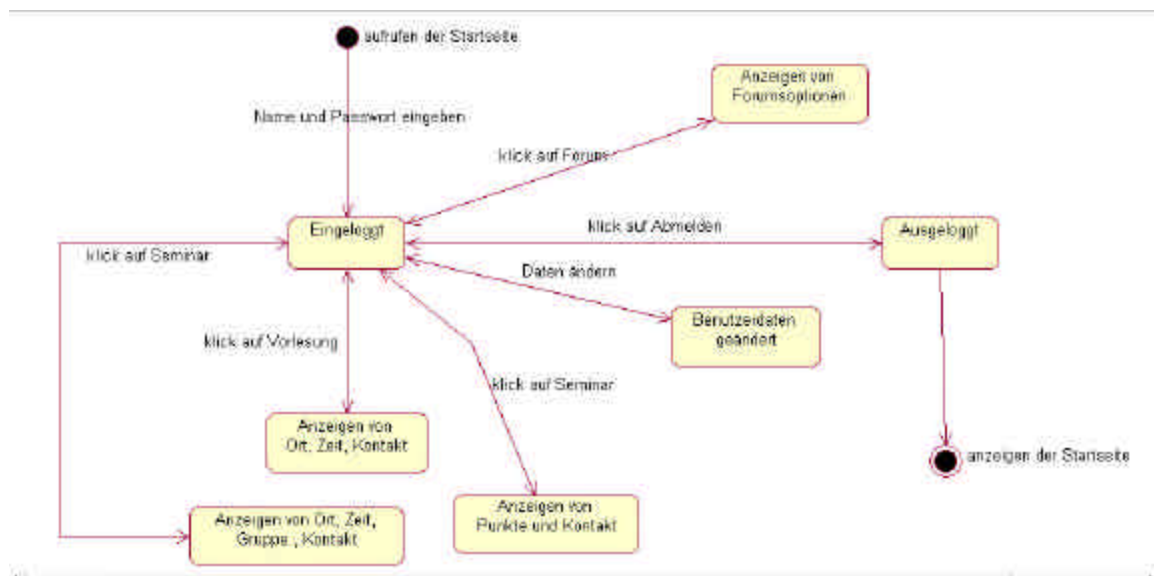 aufrufen der Startseite
Anzeigen von
Forumsoptionen
Name und Passwort eingeben
klick auf Forum
Eingeloggt
klick auf Abmelden
Ausgeloggt
klick auf Seminar
Daten ändern
Benutzerdaten
geändert
klick auf Vorlesung
klick auf Seminar
Anzeigen von
Ort, Zeit, Kontakt
anzeigen der Startseite
Anzeigen von Ort, Zeit,
Gruppe , Kontakt
Anzeigen von
Punkte und Kontakt